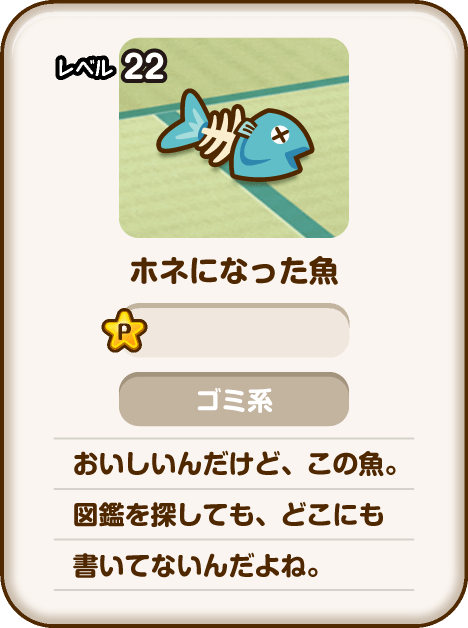 レベル 22
ホネになった魚
P
ゴミ系
おいしいんだけど、この魚。
図鑑を探しても、どこにも
書いてないんだよね。